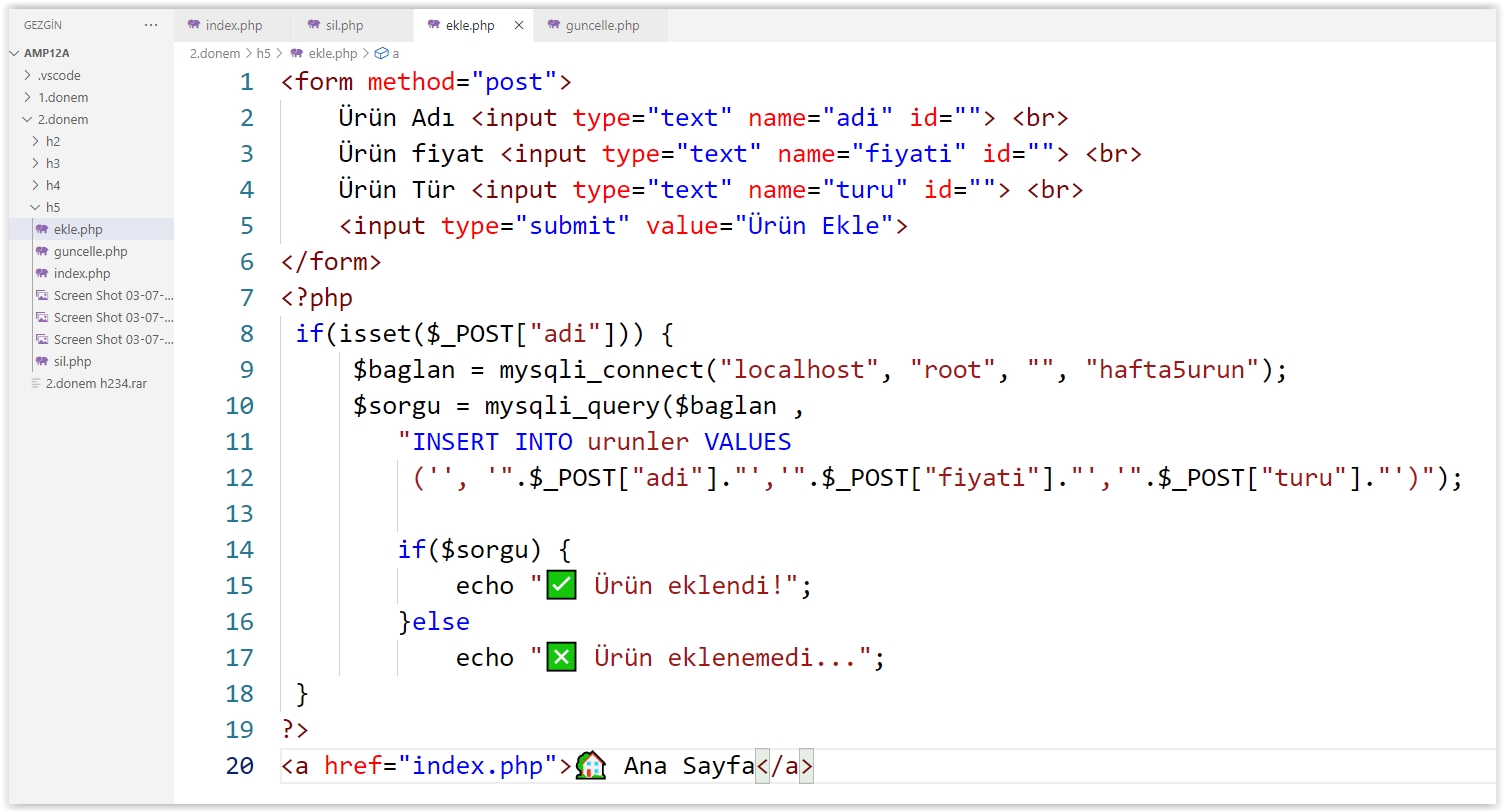 GEZGİN ...
index.php sil.php ekle.php × guncelle.php
AMP12A
2.donem > h5 > ekle.php > a
.vscode
1.donem
2.donem
h2
h3
h4
h5
ekle.php
guncelle.php
index.php
Screen Shot 03-07-...
Screen Shot 03-07-...
Screen Shot 03-07-...
sil.php
2.donem h234.rar
1 <form method="post">
2 Ürün Adı <input type="text" name="adi" id=""> <br>
3 Ürün fiyat <input type="text" name="fiyati" id=""> <br>
4 Ürün Tür <input type="text" name="turu" id=""> <br>
5 <input type="submit" value="Ürün Ekle">
6 </form>
7 <?php
8 if(isset($_POST["adi"])) {
9 $baglan = mysqli_connect("localhost", "root", "", "hafta5urun");
10 $sorgu = mysqli_query($baglan ,
11 "INSERT INTO urunler VALUES
12 ('', '".$_POST["adi"]."','".$_POST["fiyati"]."','".$_POST["turu"]."')");
13
14 if($sorgu) {
15 echo "✅ Ürün eklendi!";
16 }else
17 echo "❎ Ürün eklenemedi...";
18 }
19 ?>
20 <a href="index.php">🏡 Ana Sayfa</a>